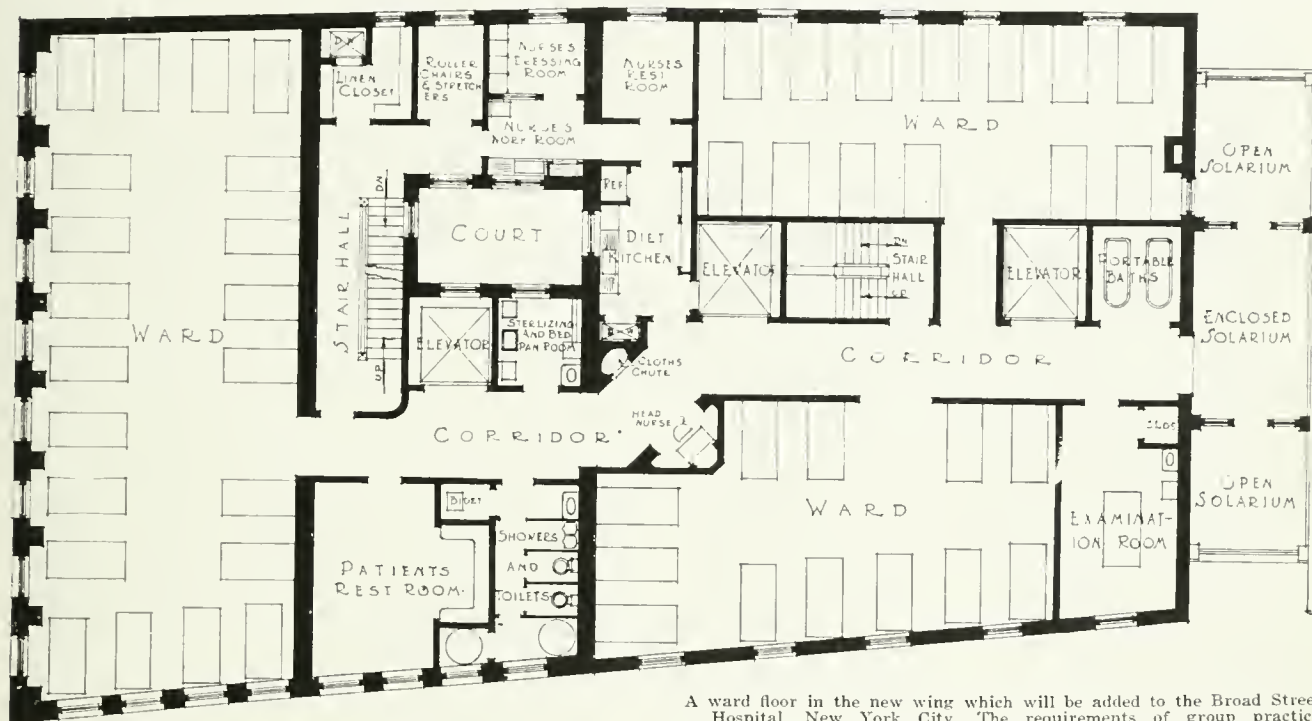 D.W.
LINEN
CLOSET
ROLLER
CHAIRS
& STRETCH
ERS
NURSES
DRESSING
ROOM
NURSES
REST
ROOM
NURSES
WORK ROOM
WARD
OPEN
SOLARIUM
REF.
DN
COURT
DIET
KITCHEN
ELEVATOR
DN
STAIR
HALL
UP
ELEVATOR
PORTABLE
BATHS
STAIR HALL
WARD
ENCLOSED
SOLARIUM
ELEVATOR
STERLIZING
AND BED
PAN ROOM
D.W.
CLOTHS
CHUTE
CORRIDOR
UP
HEAD
NURSE
CORRIDOR
BIDET
SHOWERS
AND
TOILETS
PATIENTS
REST ROOM
WARD
EXAMINAT-
ION ROOM
OPEN
SOLARIUM
A ward floor in the new wing which will be added to the Broad Stree
Hospital, New York City. The requirements of group practic